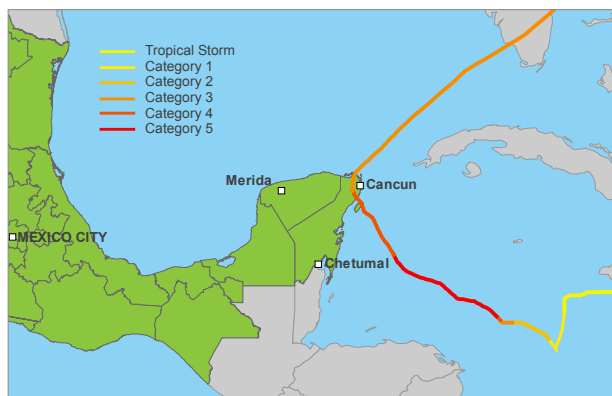 Tropical Storm
Category 1
Category 2
Category 3
Category 4
Category 5
Merida
Cancun
MEXICO CITY
Chetumal